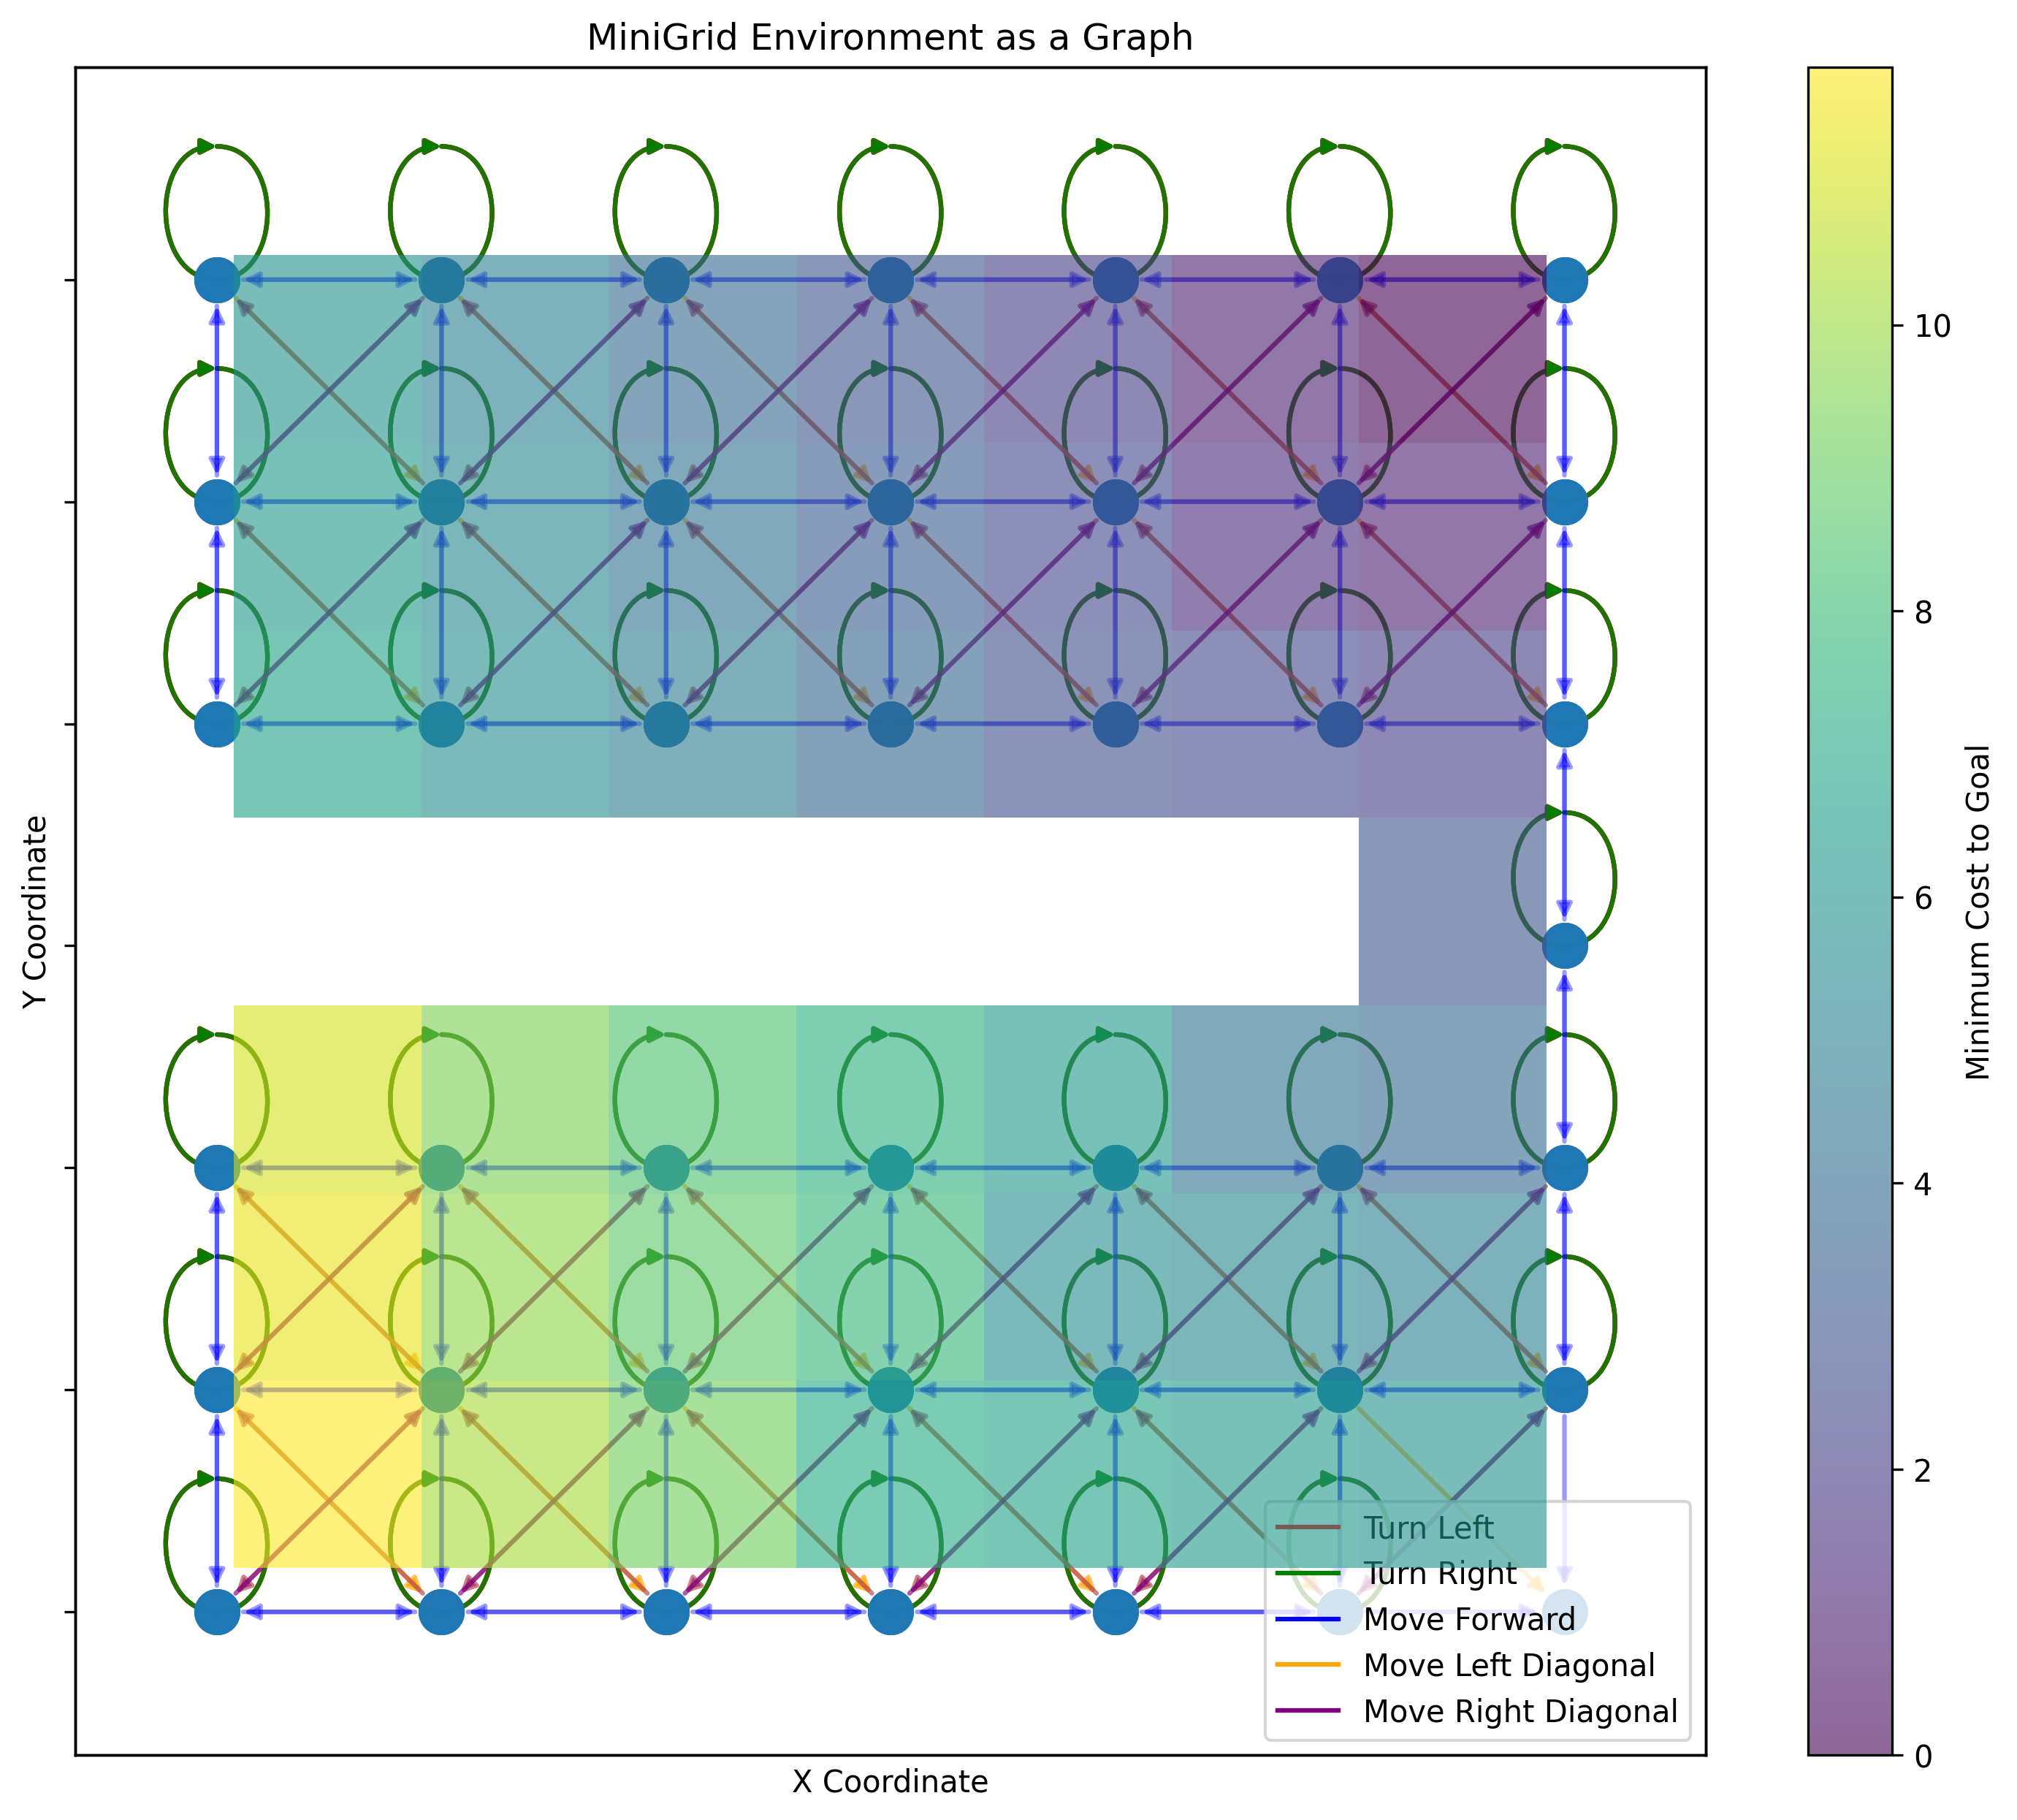 MiniGrid Environment as a Graph
Y Coordinate
X Coordinate
Turn Left
Turn Right
Move Forward
Move Left Diagonal
Move Right Diagonal
10
8
6
4
2
0
Minimum Cost to Goal